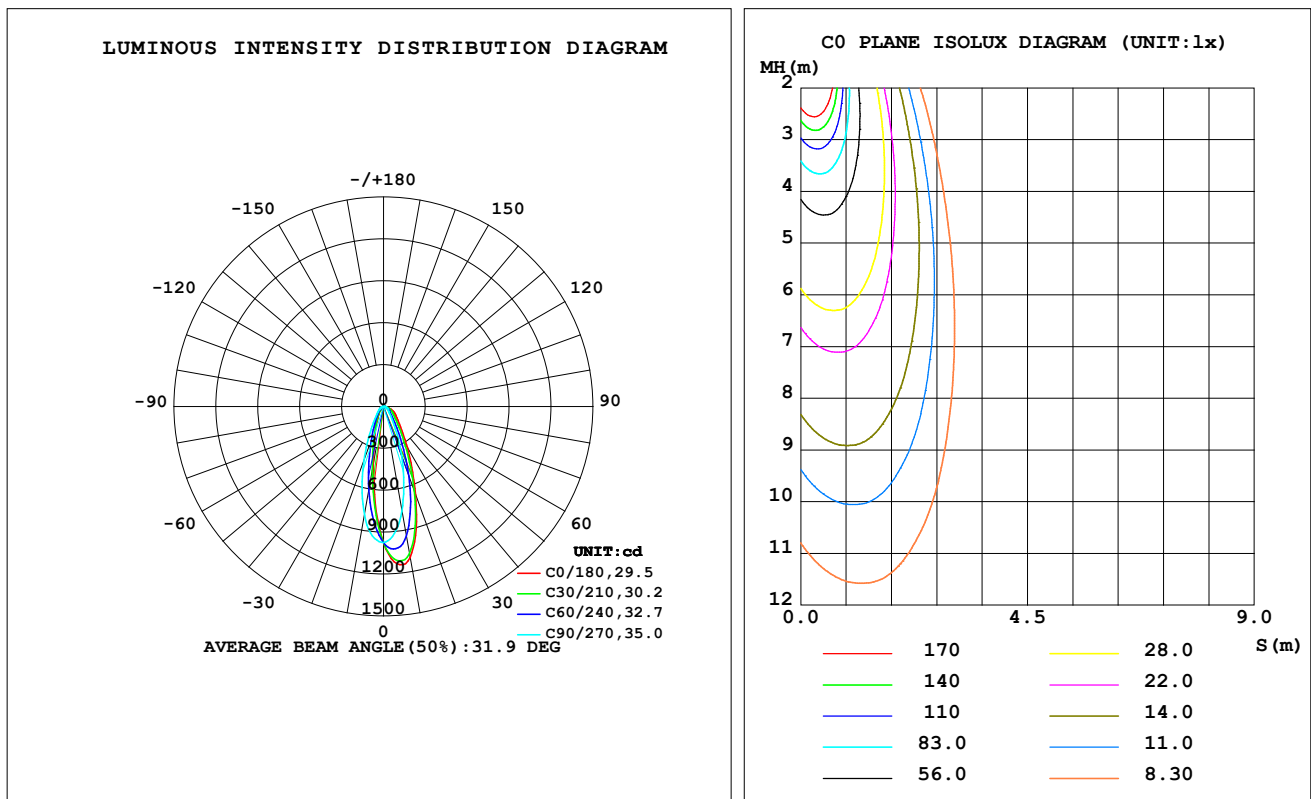 LUMINOUS INTENSITY DISTRIBUTION DIAGRAM
-/+180
-150 150
-120 120
-90 90
-60 60
-30 30
0
300
600
900
1200
1500
0
UNIT:cd
C0/180,29.5
C30/210,30.2
C60/240,32.7
C90/270,35.0
AVERAGE BEAM ANGLE(50%):31.9 DEG
C0 PLANE ISOLUX DIAGRAM (UNIT:lx)
MH(m)
2
3
4
5
6
7
8
9
10
11
12
0.0 4.5 9.0
S(m)
170 28.0
140 22.0
110 14.0
83.0 11.0
56.0 8.30